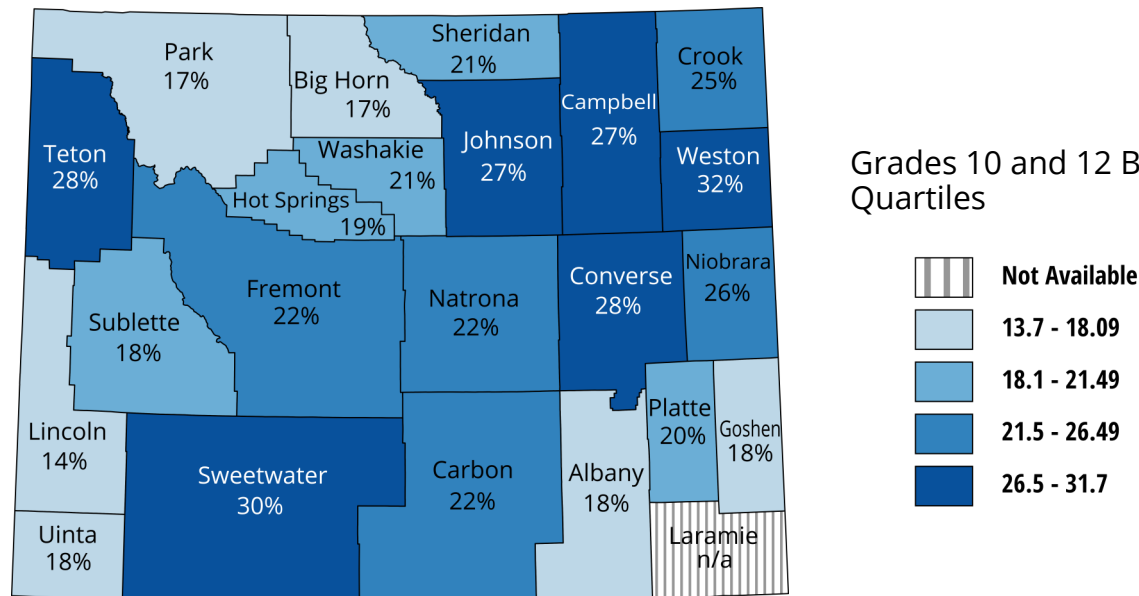 Park
17%
Big Horn
17%
Sheridan
21%
Campbell
27%
Crook
25%
Teton
28%
Washakie
21%
Johnson
27%
Weston
32%
Hot Springs
19%
Fremont
22%
Natrona
22%
Converse
28%
Niobrara
26%
Sublette
18%
Lincoln
14%
Sweetwater
30%
Carbon
22%
Albany
18%
Platte
20%
Goshen
18%
Uinta
18%
Laramie
n/a
Grades 10 and 12 B
Quartiles
Not Available
13.7 - 18.09
18.1 - 21.49
21.5 - 26.49
26.5 - 31.7